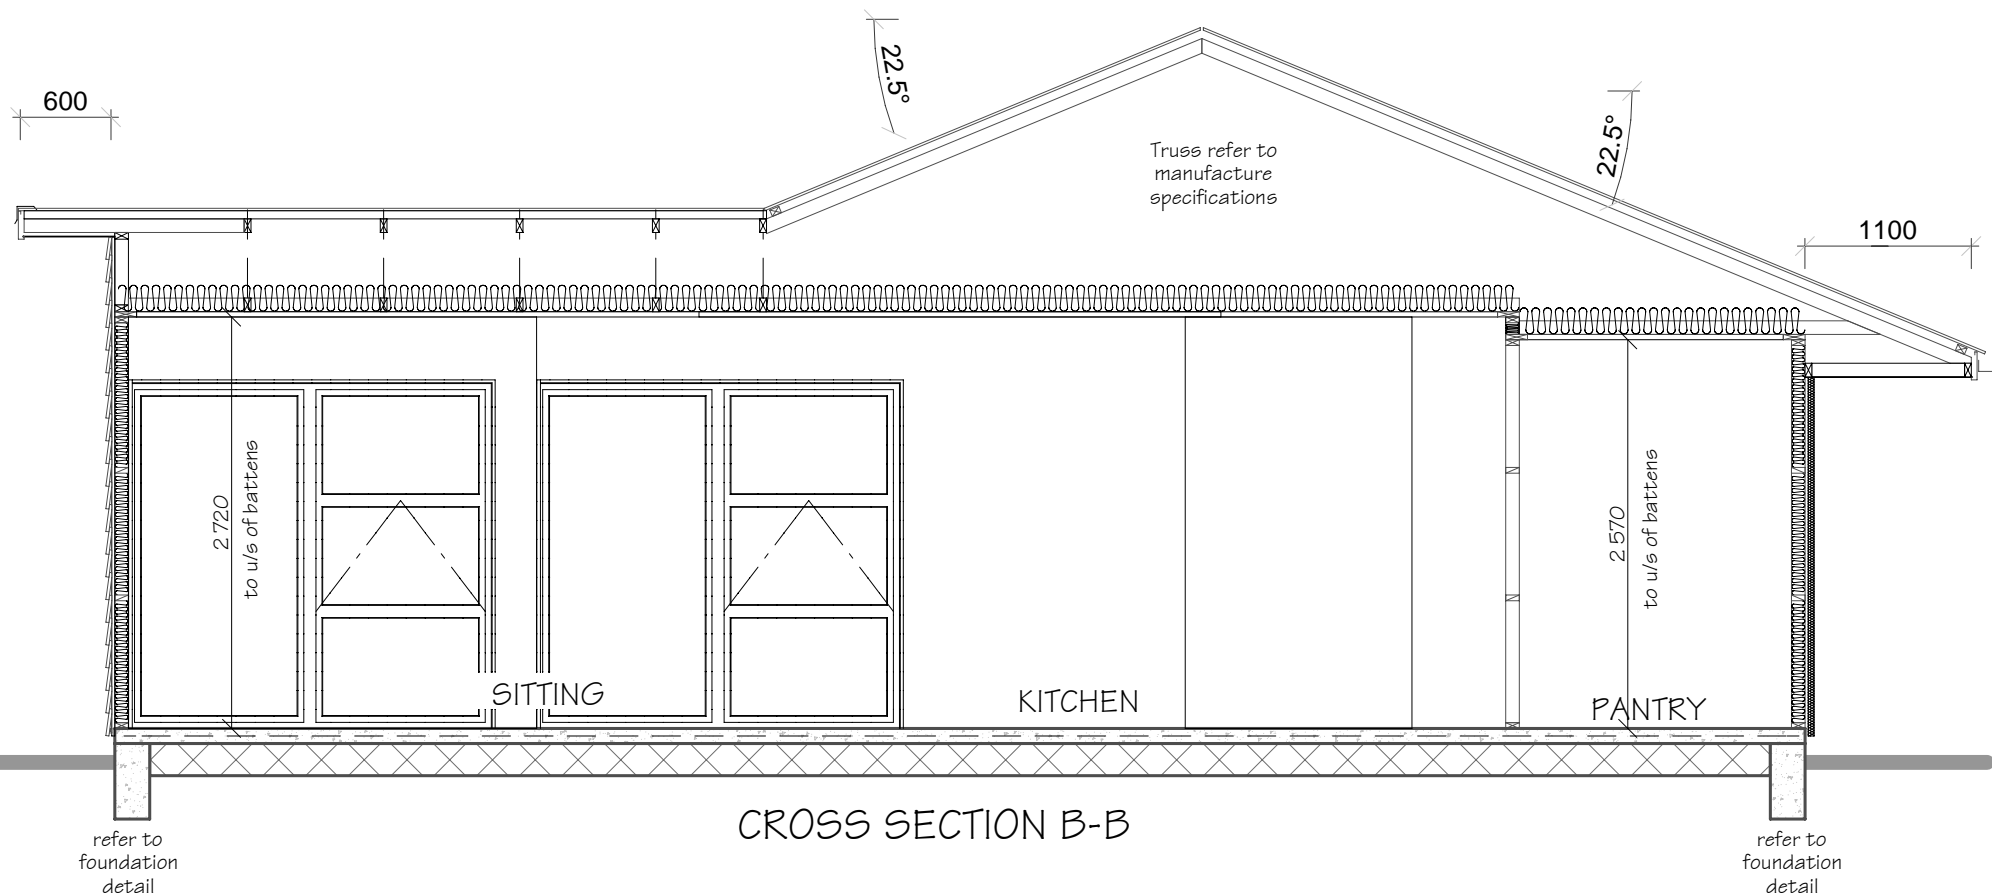 600
22.5°
22.5°
Truss refer to
manufacture
specifications
1100
2720
to u/s of battens
2570
to u/s of battens
SITTING
KITCHEN
PANTRY
CROSS SECTION B-B
refer to
foundation
detail
refer to
foundation
detail